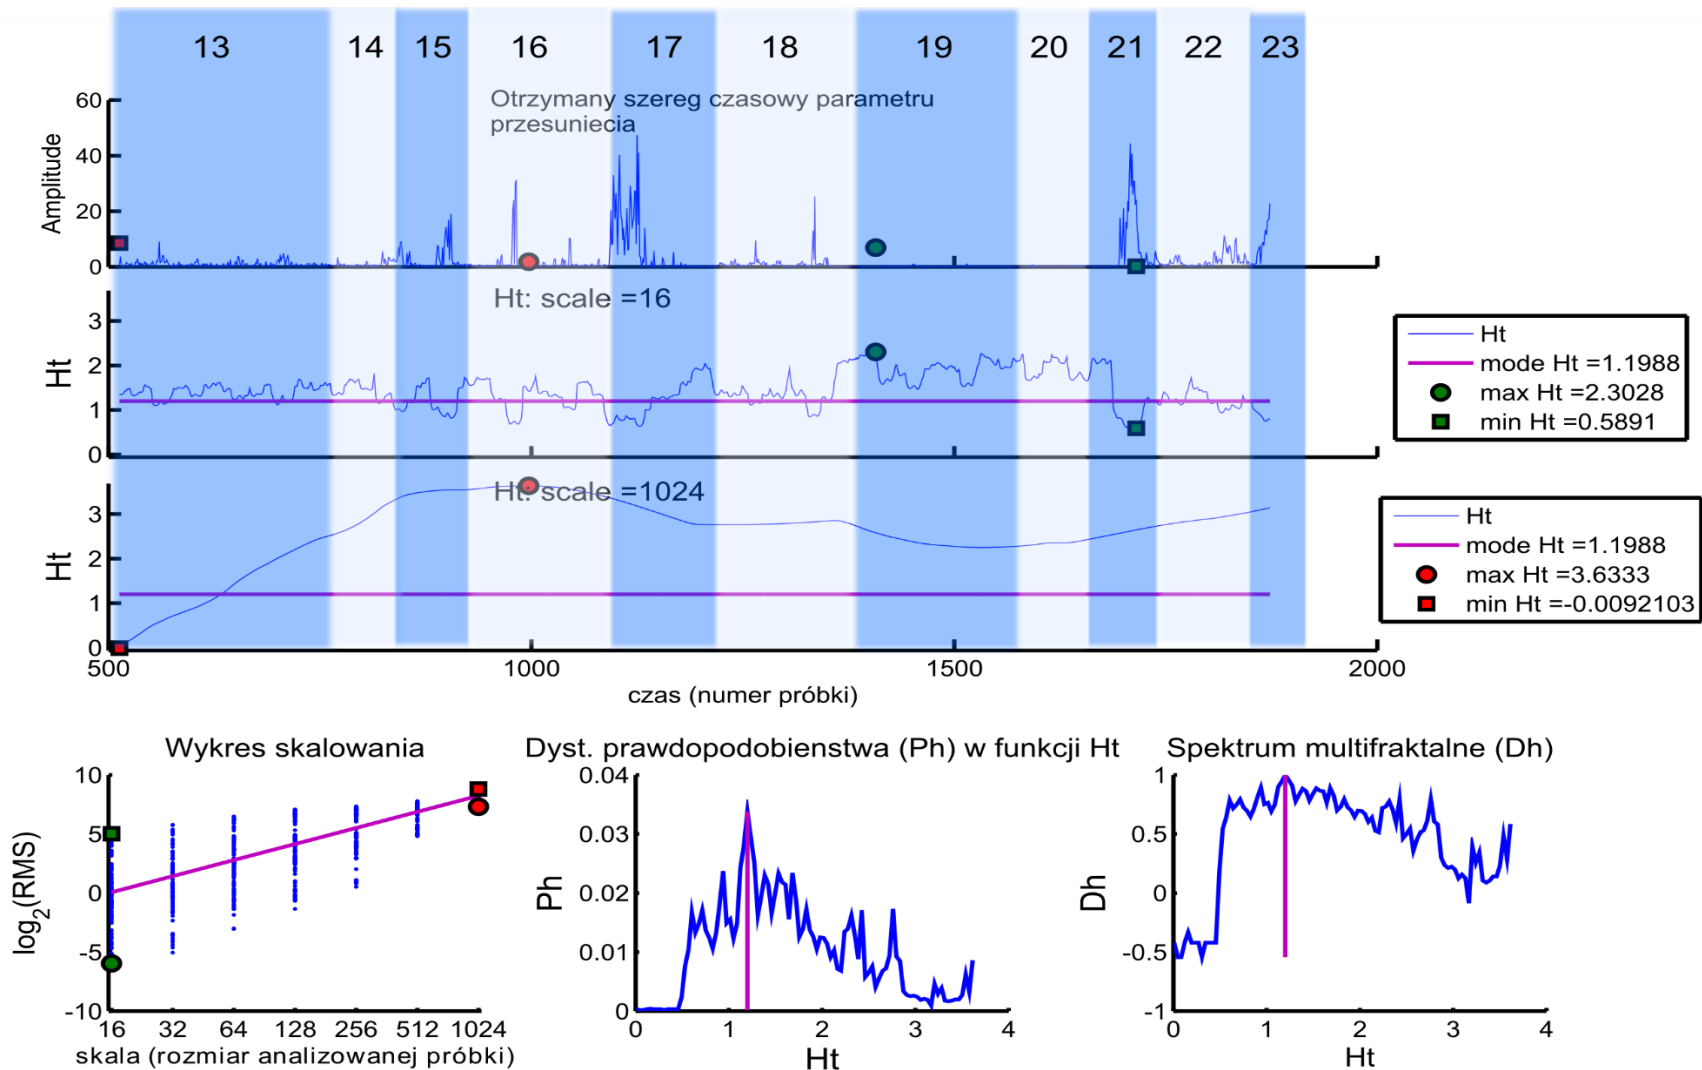 13 14 15 16 17 18 19 20 21 22 23
Otrzymany szereg czasowy parametru
przesuniecia
60
40
20
0
Amplitude
Ht: scale =16
3
2
1
0
Ht
Ht
mode Ht =1.1988
max Ht =2.3028
min Ht =0.5891
Ht: scale =1024
3
2
1
0
Ht
Ht
mode Ht =1.1988
max Ht =3.6333
min Ht =-0.0092103
500 1000 1500 2000
czas (numer próbki)
Wykres skalowania
10
5
0
-5
-10
log2(RMS)
16 32 64 128 256 512 1024
skala (rozmiar analizowanej próbki)
Dyst. prawdopodobienstwa (Ph) w funkcji Ht
0.04
0.03
0.02
0.01
0
Ph
0 1 2 3 4
Ht
Spektrum multifraktalne (Dh)
1
0.5
0
-0.5
-1
Dh
0 1 2 3 4
Ht